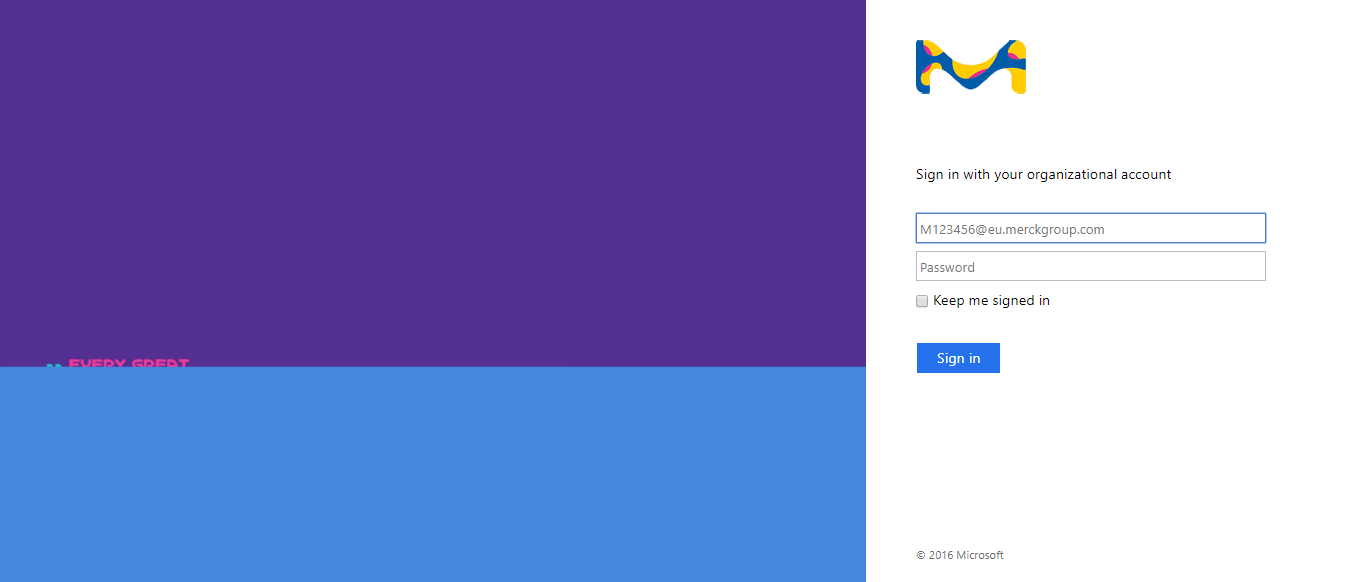 EVERY GREAT
Sign in with your organizational account
M123456@eu.merckgroup.com
Password
Keep me signed in
Sign in
© 2016 Microsoft